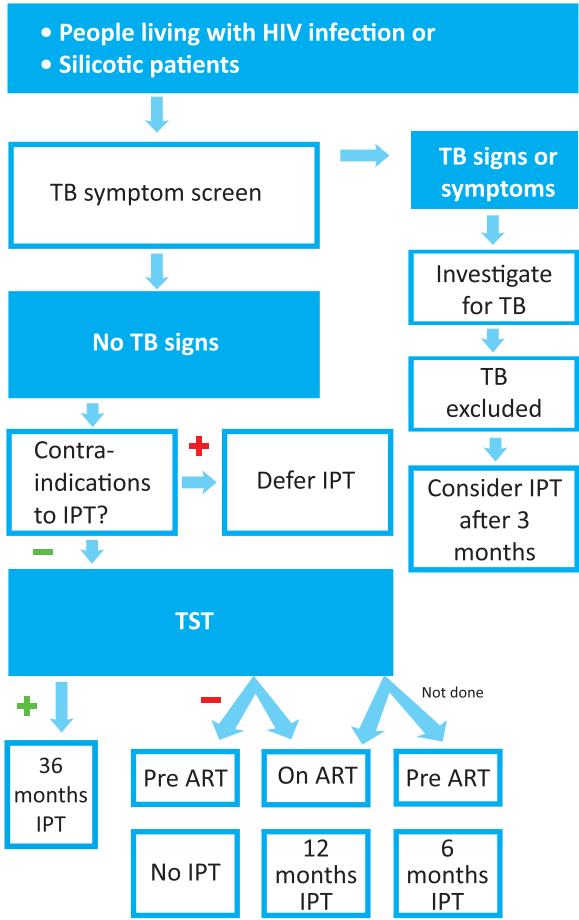 • People living with HIV infection or
• Silicotic patients
TB symptom screen
TB signs or
symptoms
Investigate
for TB
No TB signs
TB
excluded
Contra-
indications
to IPT?
+
Defer IPT
Consider IPT
after 3
months
–
TST
+
–
Not done
36
months
IPT
Pre ART
On ART
Pre ART
No IPT
12
months
IPT
6
months
IPT